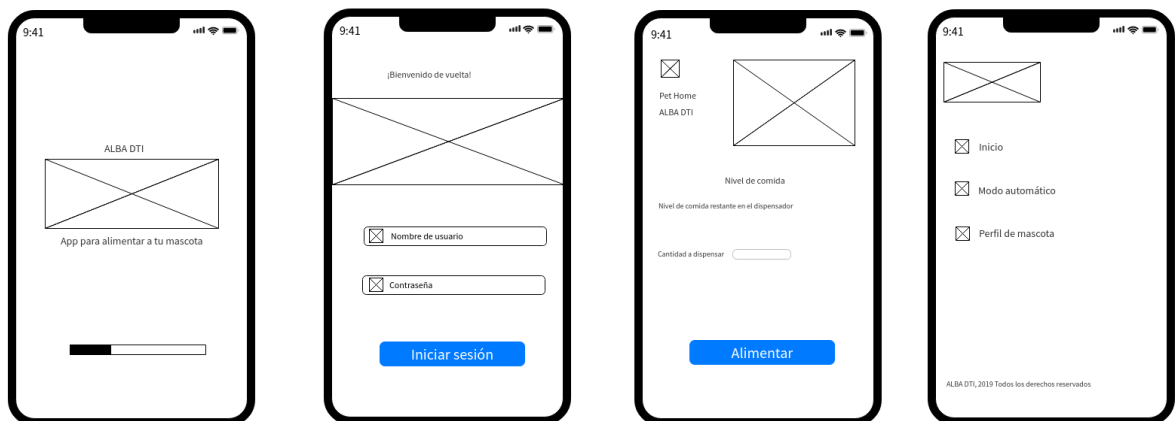 9:41
ALBA DTI
App para alimentar a tu mascota
9:41
¡Bienvenido de vuelta!
Nombre de usuario
Contraseña
Iniciar sesión
9:41
Pet Home
ALBA DTI
Nivel de comida
Nivel de comida restante en el dispensador
Cantidad a dispensar
Alimentar
9:41
Inicio
Modo automático
Perfil de mascota
ALBA DTI, 2019 Todos los derechos reservados